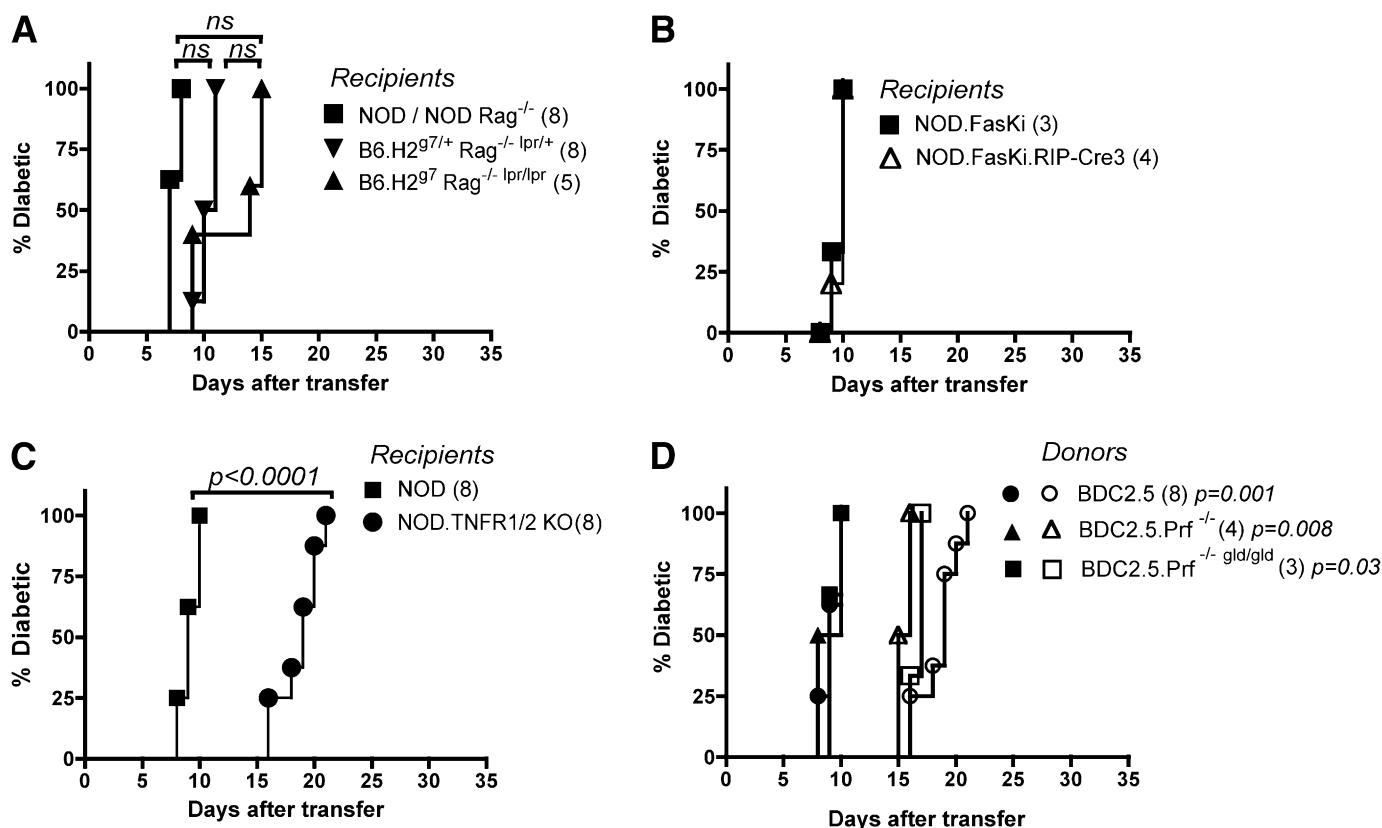 A
ns
ns ns
Recipients
NOD / NOD Rag-/- (8)
B6.H2g7/+ Rag-/- lpr/+ (8)
B6.H2g7 Rag-/- lpr/lpr (5)
% Diabetic
100
75
50
25
0
0 5 10 15 20 25 30 35
Days after transfer
B
Recipients
NOD.FasKi (3)
NOD.FasKi.RIP-Cre3 (4)
% Diabetic
100
75
50
25
0
0 5 10 15 20 25 30 35
Days after transfer
C
p<0.0001
Recipients
NOD (8)
NOD.TNFR1/2 KO(8)
% Diabetic
100
75
50
25
0
0 5 10 15 20 25 30 35
Days after transfer
D
Donors
BDC2.5 (8) p=0.001
BDC2.5.Prf -/- (4) p=0.008
BDC2.5.Prf -/- gld/gld (3) p=0.03
% Diabetic
100
75
50
25
0
0 5 10 15 20 25 30 35
Days after transfer